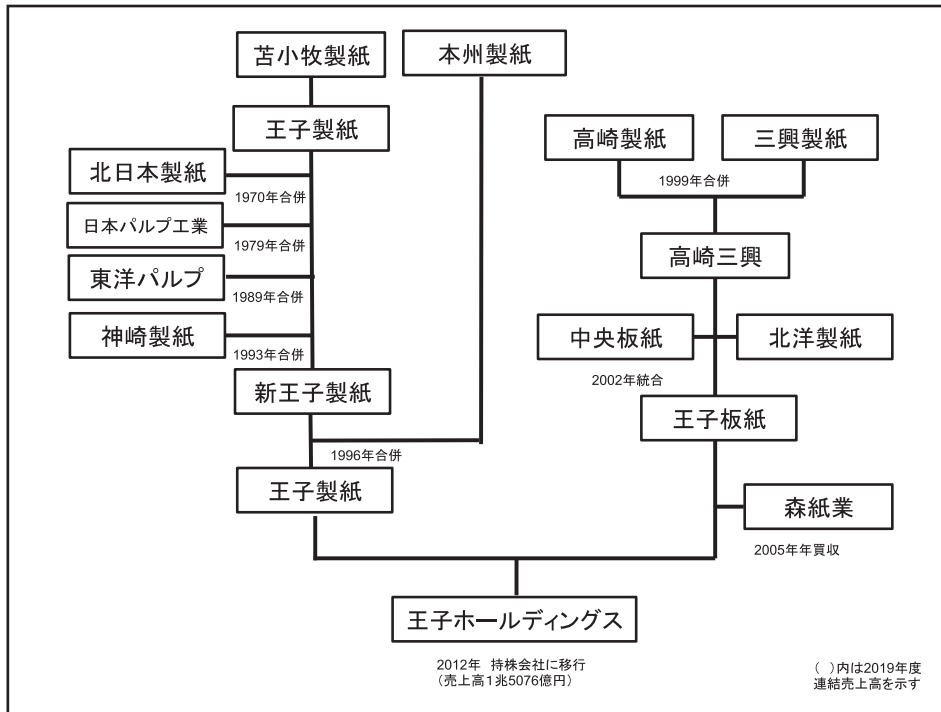 苫小牧製紙
本州製紙
王子製紙
高崎製紙
三興製紙
北日本製紙
1970年合併
1999年合併
日本パルプ工業
1979年合併
高崎三興
東洋パルプ
1989年合併
神崎製紙
1993年合併
中央板紙
北洋製紙
2002年統合
新王子製紙
王子板紙
1996年合併
王子製紙
森紙業
2005年年買収
王子ホールディングス
2012年 持株会社に移行
（売上高1兆5076億円）
（ ）内は2019年度
連結売上高を示す